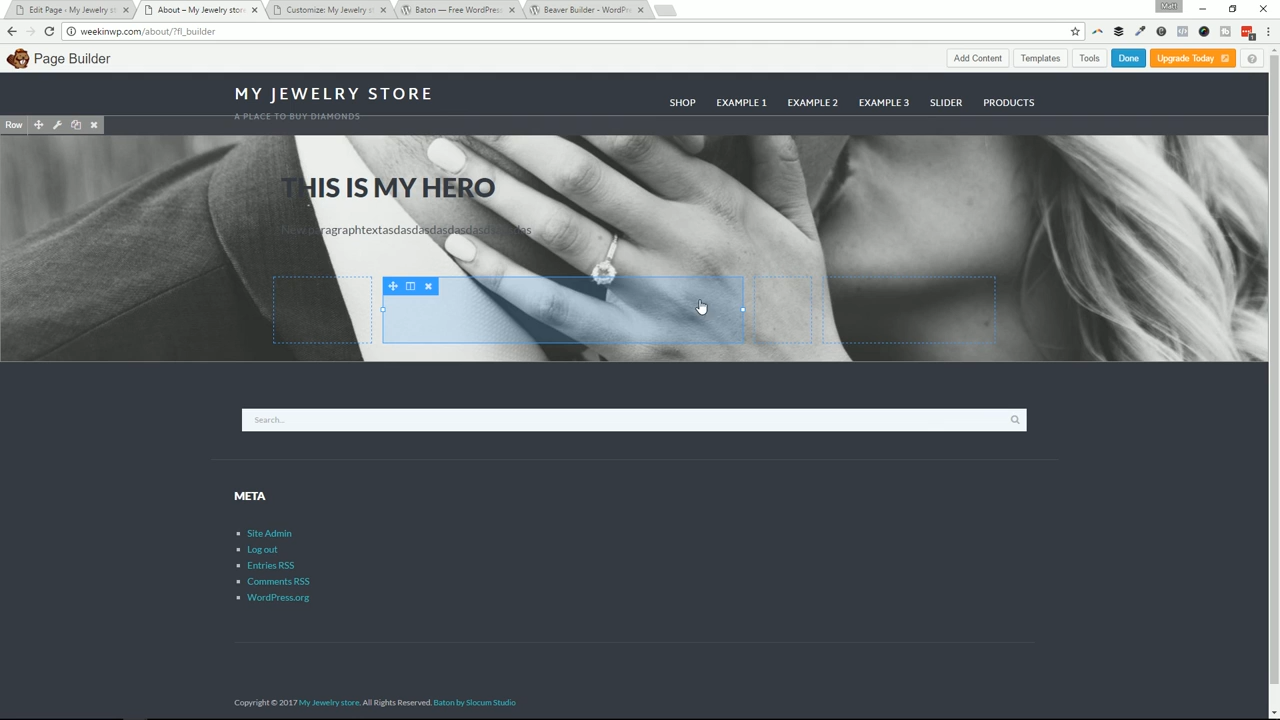 Matt
Edit Page ‹ My Jewelry s
About – My Jewelry store
Customize: My Jewelry s
Baton — Free WordPress
Beaver Builder - WordPr
weekinwp.com/about/?fl_builder
Page Builder
Add Content
Templates
Tools
Done
Upgrade Today
MY JEWELRY STORE
SHOP EXAMPLE 1 EXAMPLE 2 EXAMPLE 3 SLIDER PRODUCTS
A PLACE TO BUY DIAMONDS
Row
THIS IS MY HERO
Search...
META
Site Admin
Log out
Entries RSS
Comments RSS
WordPress.org
Copyright © 2017 My Jewelry store. All Rights Reserved. Baton by Slocum Studio